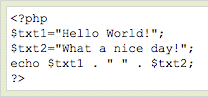 <?php
$txt1="Hello World!";
$txt2="What a nice day!";
echo $txt1 . " " . $txt2;
?>